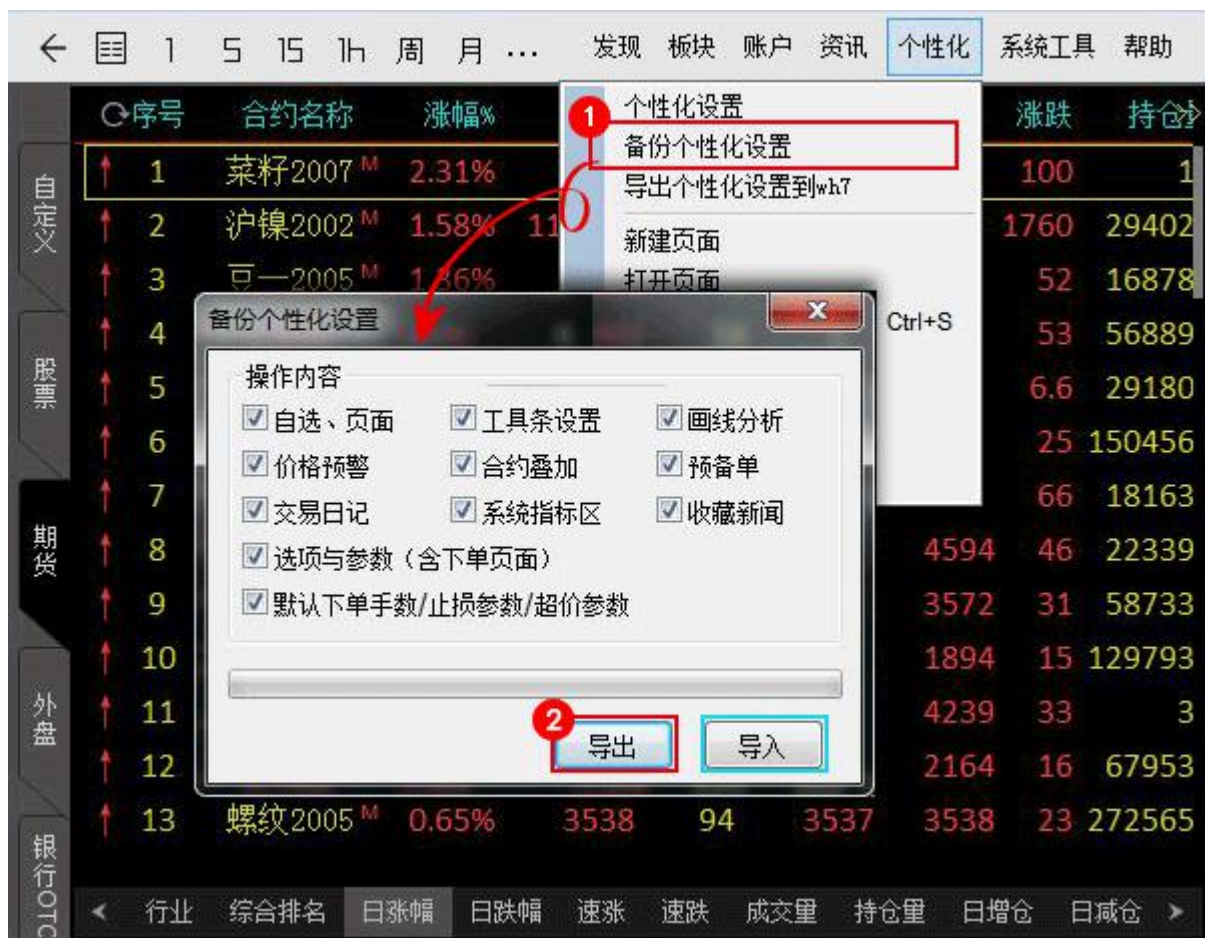 1 5 15 1h 周 月 ... 发现 板块 账户 资讯 个性化 系统工具 帮助
序号 合约名称 涨幅% 涨跌 持仓
个性化设置
1
备份个性化设置
导出个性化设置到wh7
新建页面
打开页面
Ctrl+S
1 菜籽2007 M 2.31% 100 1
2 沪镍2002 M 1.58% 11 0 1760 29402
3 豆一2005 M 1.36% 52 16878
4 53 56889
5 6.6 29180
6 25 150456
7 66 18163
8 4594 46 22339
9 3572 31 58733
10 1894 15 129793
11 4239 33 3
12 2164 16 67953
13 螺纹2005 M 0.65% 3538 94 3537 3538 23 272565
备份个性化设置
操作内容
自选、页面 工具条设置 画线分析
价格预警 合约叠加 预备单
交易日记 系统指标区 收藏新闻
选项与参数（含下单页面）
默认下单手数/止损参数/超价参数
2
导出 导入
自定义
股票
期货
外盘
银行OTC
行业 综合排名 日涨幅 日跌幅 速涨 速跌 成交量 持仓量 日增仓 日减仓